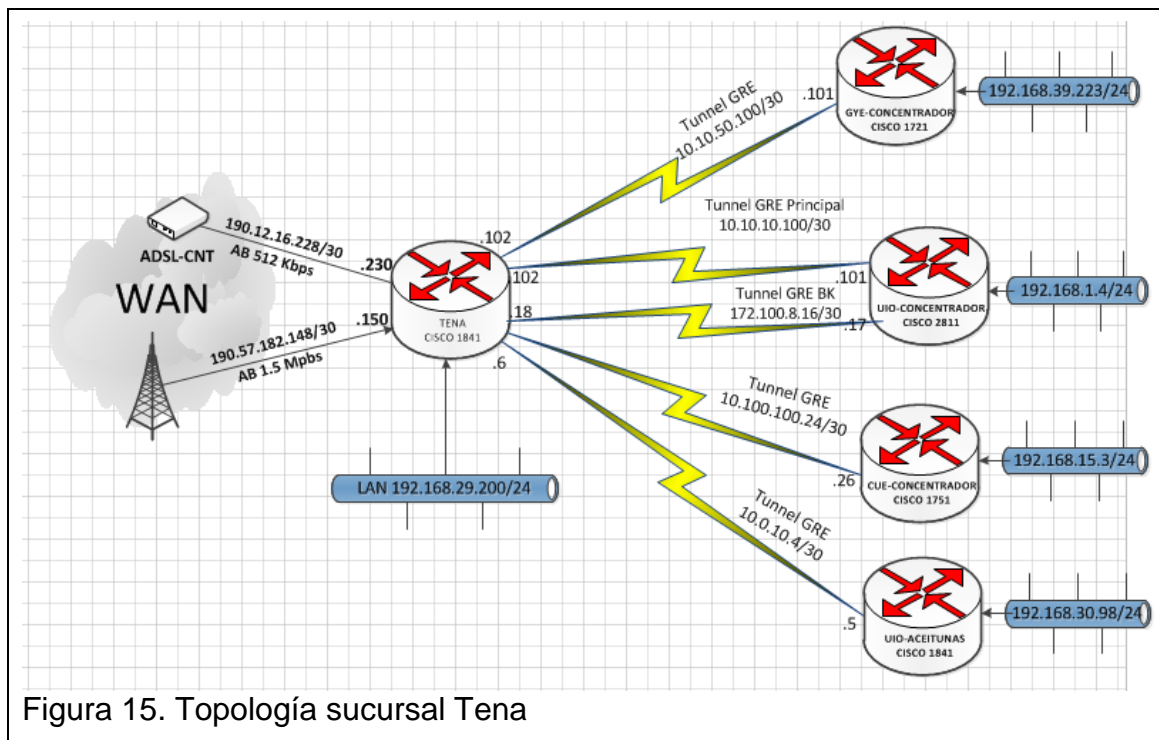 .101
GYE-CONCENTRADOR
CISCO 1721
192.168.39.223/24
Tunnel GRE
10.10.50.100/30
Tunnel GRE Principal
10.10.10.100/30
190.12.16.228/30
AB 512 Kbps
ADSL-CNT
WAN
.230
.102
102
.101
UIO-CONCENTRADOR
CISCO 2811
192.168.1.4/24
Tunnel GRE BK
172.100.8.16/30
.17
.18
.150
TENA
CISCO 1841
190.57.182.148/30
AB 1.5 Mpbs
.6
Tunnel GRE
10.100.100.24/30
.26
CUE-CONCENTRADOR
CISCO 1751
192.168.15.3/24
LAN 192.168.29.200/24
Tunnel GRE
10.0.10.4/30
.5
UIO-ACEITUNAS
CISCO 1841
192.168.30.98/24
Figura 15. Topología sucursal Tena